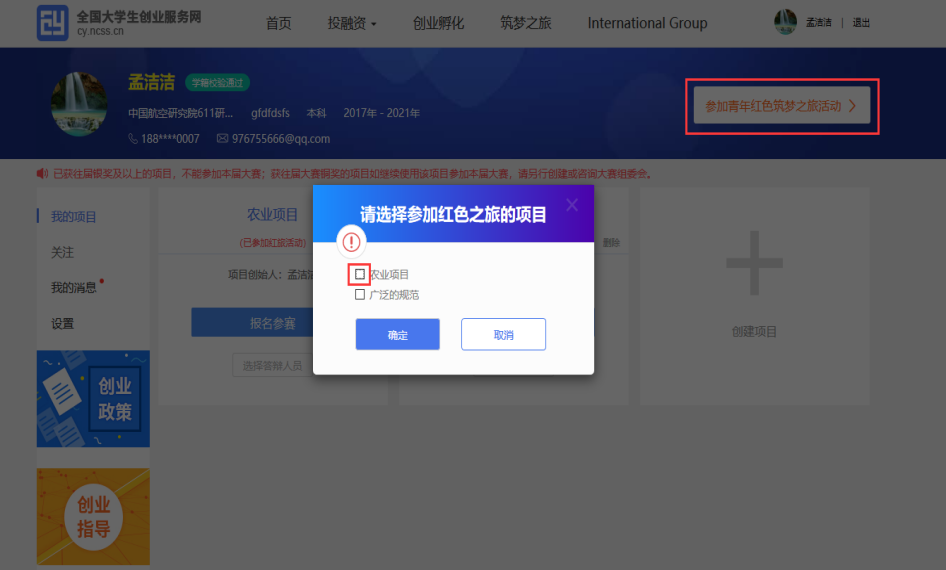 全国大学生创业服务网
cy.ncss.cn
首页 投融资 创业孵化 筑梦之旅 International Group 孟洁洁 | 退出
孟洁洁 学籍校验通过
中国航空研究院611研... gfdfdsfs 本科 2017年 - 2021年
188****0007 976755666@qq.com
参加青年红色筑梦之旅活动
已获往届银奖及以上的项目,不能参加本届大赛;获往届大赛铜奖的项目如继续使用该项目参加本届大赛,请另行创建或咨询大赛组委会。
我的项目
关注
我的消息
设置
创业
政策
创业
指导
农业项目
(已参加红旅活动)
项目创始人:孟洁洁
报名参赛
选择答辩人员
删除
请选择参加红色之旅的项目
农业项目
广泛的规范
确定 取消
创建项目